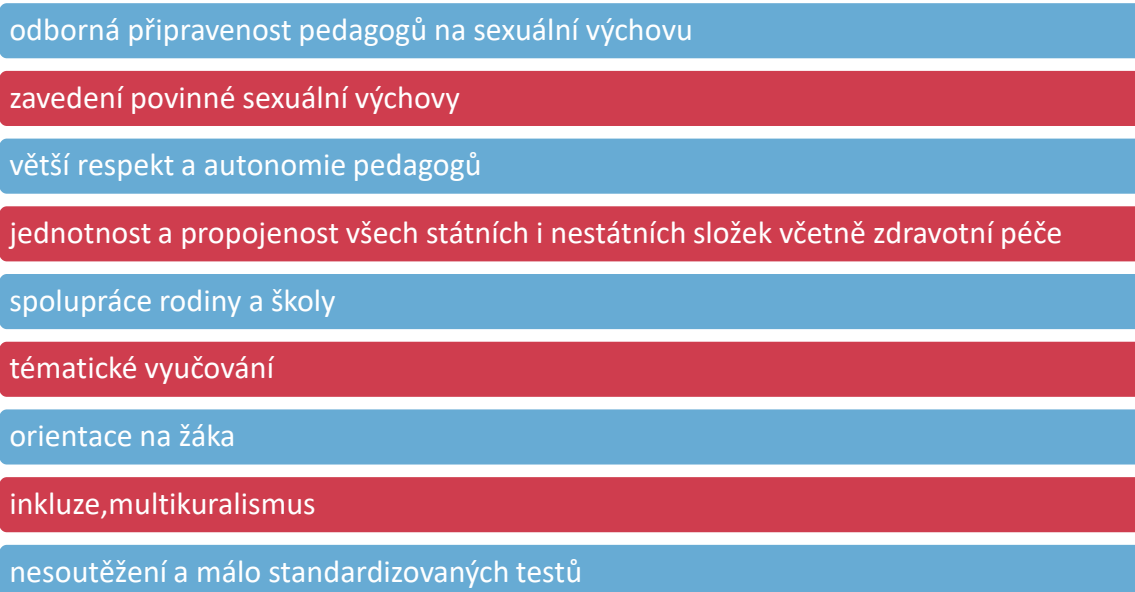 odborná připravenost pedagogů na sexuální výchovu
zavedení povinné sexuální výchovy
větší respekt a autonomie pedagogů
jednotnost a propojenost všech státních i nestátních složek včetně zdravotní péče
spolupráce rodiny a školy
tématické vyučování
orientace na žáka
inkluze,multikuralismus
nesoutěžení a málo standardizovaných testů